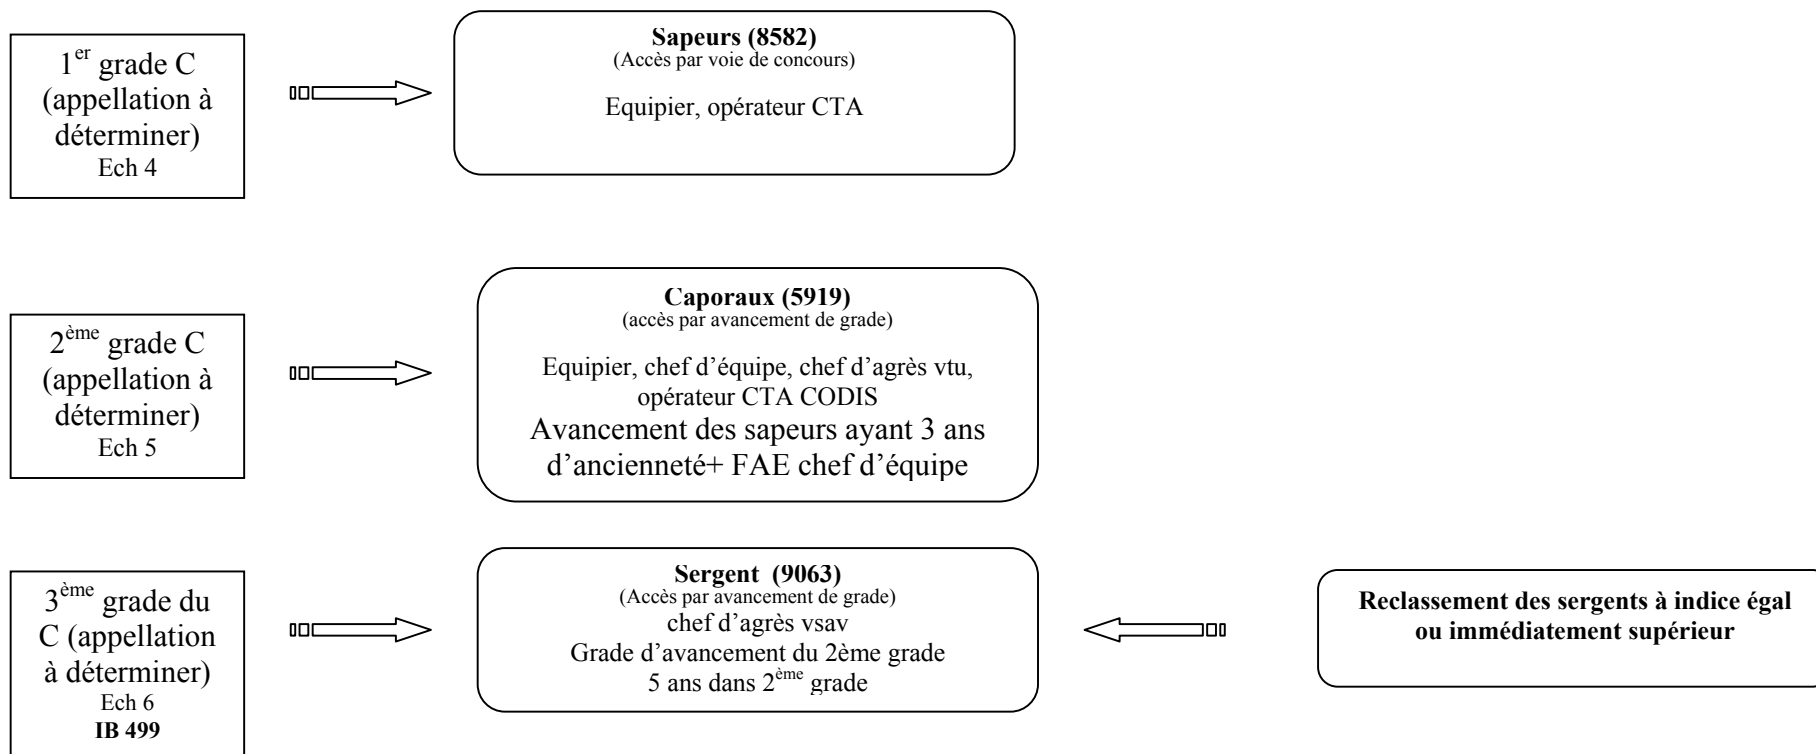 1er grade C
(appellation à
déterminer)
Ech 4
Sapeurs (8582)
(Accès par voie de concours)
Equipier, opérateur CTA
2ème grade C
(appellation à
déterminer)
Ech 5
Caporaux (5919)
(accès par avancement de grade)
Equipier, chef d’équipe, chef d’agrès vtu,
opérateur CTA CODIS
Avancement des sapeurs ayant 3 ans
d’ancienneté+ FAE chef d’équipe
3ème grade du
C (appellation
à déterminer)
Ech 6
IB 499
Sergent (9063)
(Accès par avancement de grade)
chef d’agrès vsav
Grade d’avancement du 2ème grade
5 ans dans 2ème grade
Reclassement des sergents à indice égal
ou immédiatement supérieur